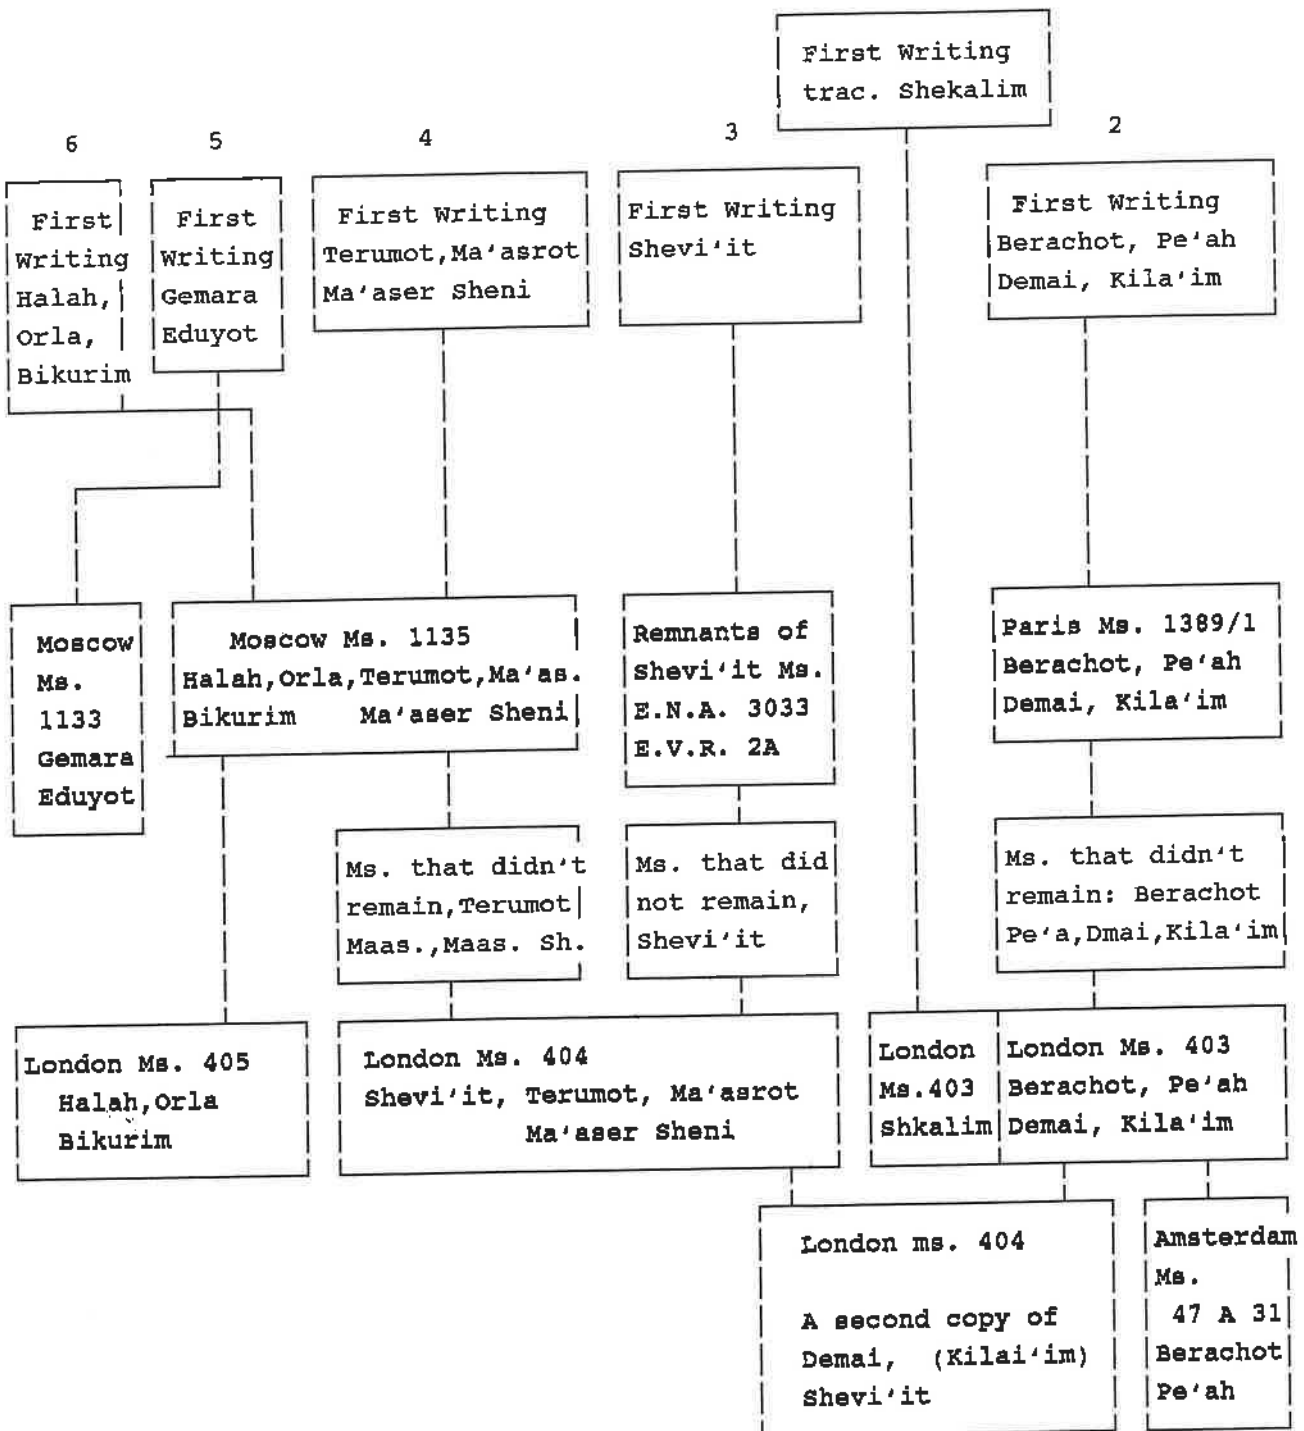 First Writing
trac. Shekalim
6
5
4
3
2
First
Writing
Halah,
Orla,
Bikurim
First
Writing
Gemara
Eduyot
First Writing
Terumot,Ma'asrot
Ma'aser Sheni
First Writing
Shevi'it
First Writing
Berachot, Pe'ah
Demai, Kila'im
Moscow
Ms.
1133
Gemara
Eduyot
Moscow Ms. 1135
Halah,Orla,Terumot,Ma'as.
Bikurim Ma'aser Sheni
Remnants of
Shevi'it Ms.
E.N.A. 3033
E.V.R. 2A
Paris Ms. 1389/1
Berachot, Pe'ah
Demai, Kila'im
Ms. that didn't
remain,Terumot
Maas.,Maas. Sh.
Ms. that did
not remain,
Shevi'it
Ms. that didn't
remain: Berachot
Pe'a,Dmai,Kila'im
London Ms. 405
Halah,Orla
Bikurim
London Ms. 404
Shevi'it, Terumot, Ma'asrot
Ma'aser Sheni
London
Ms.403
Shkalim
London Ms. 403
Berachot, Pe'ah
Demai, Kila'im
London ms. 404
A second copy of
Demai, (Kilai'im)
Shevi'it
Amsterdam
Ms.
47 A 31
Berachot
Pe'ah